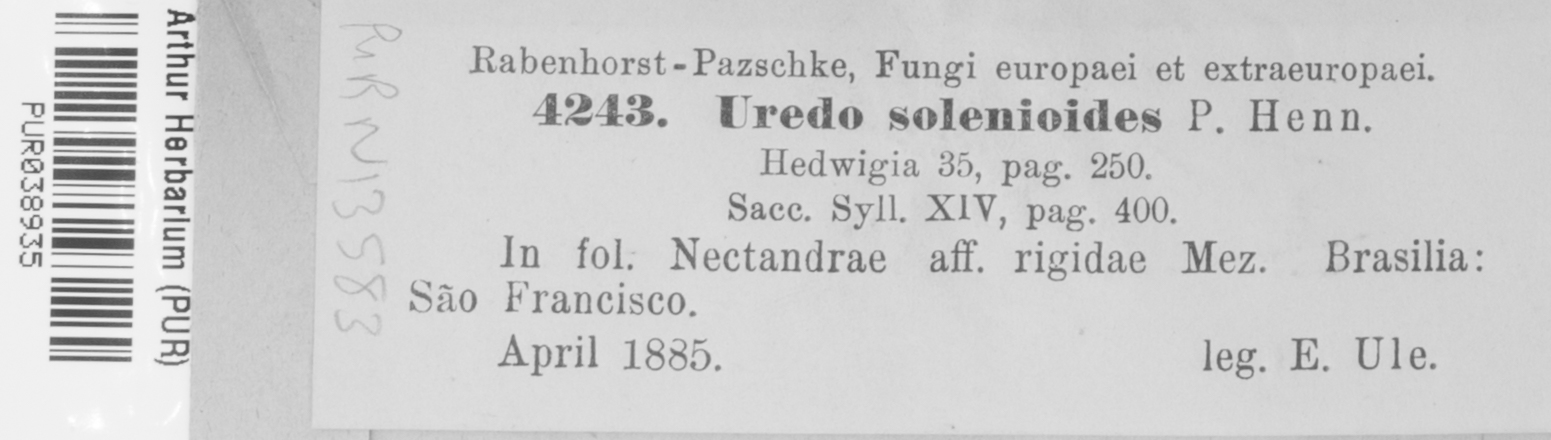 Arthur Herbarium (PUR)
PUR038935
PUR N13583
Rabenhorst-Pazschke, Fungi europaei et extraeuropaei.
4243. Uredo solenioides P. Henn.
Hedwigia 35, pag. 250.
Sacc. Syll. XIV, pag. 400.
In fol. Nectandrae aff. rigidae Mez. Brasilia:
São Francisco.
April 1885. leg. E. Ule.